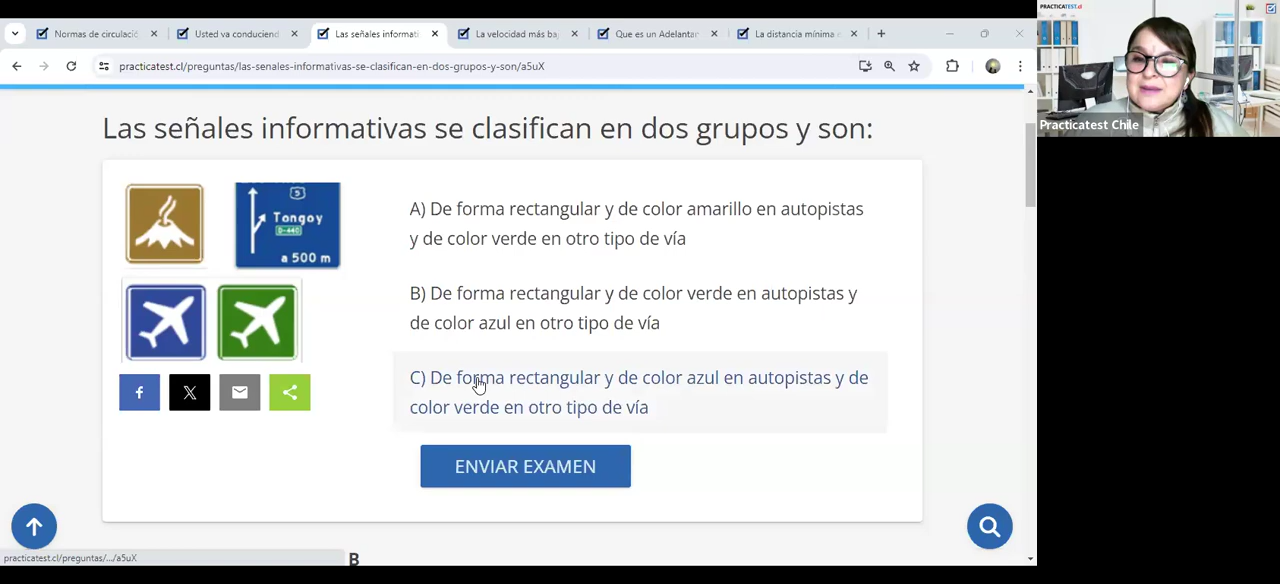 Normas de circulació
Usted va conduciend
Las señales informati
La velocidad más ba
Que es un Adelantar
La distancia mínima
practicatest.cl/preguntas/las-senales-informativas-se-clasifican-en-dos-grupos-y-son/a5uX
PRACTICATEST.cl
Practicatest Chile
Las señales informativas se clasifican en dos grupos y son:
5
Tongoy
D-440
a 500 m
A) De forma rectangular y de color amarillo en autopistas
y de color verde en otro tipo de vía
B) De forma rectangular y de color verde en autopistas y
de color azul en otro tipo de vía
C) De forma rectangular y de color azul en autopistas y de
color verde en otro tipo de vía
ENVIAR EXAMEN
practicatest.cl/preguntas/.../a5uX
B